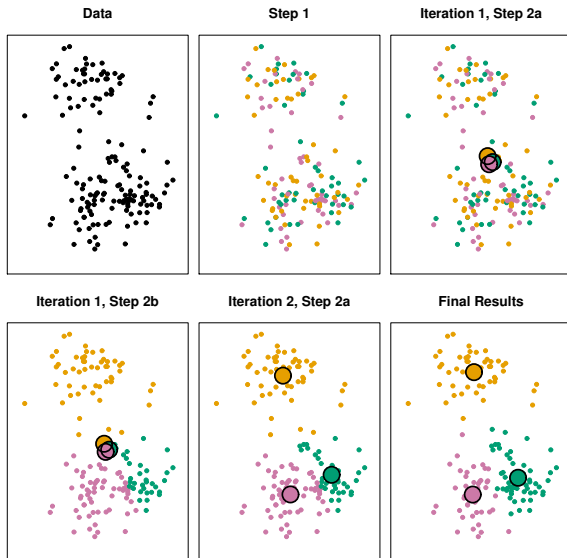 Data
Step 1
Iteration 1, Step 2a
Iteration 1, Step 2b
Iteration 2, Step 2a
Final Results